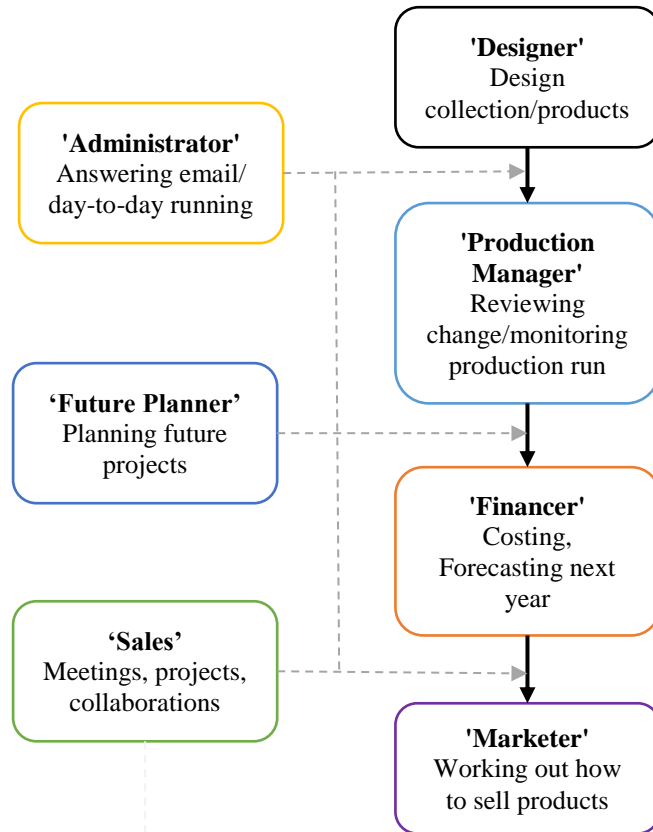 'Designer'
Design
collection/products
'Administrator'
Answering email/
day-to-day running
'Production
Manager'
Reviewing
change/monitoring
production run
‘Future Planner’
Planning future
projects
'Financer'
Costing,
Forecasting next
year
‘Sales’
Meetings, projects,
collaborations
'Marketer'
Working out how
to sell products